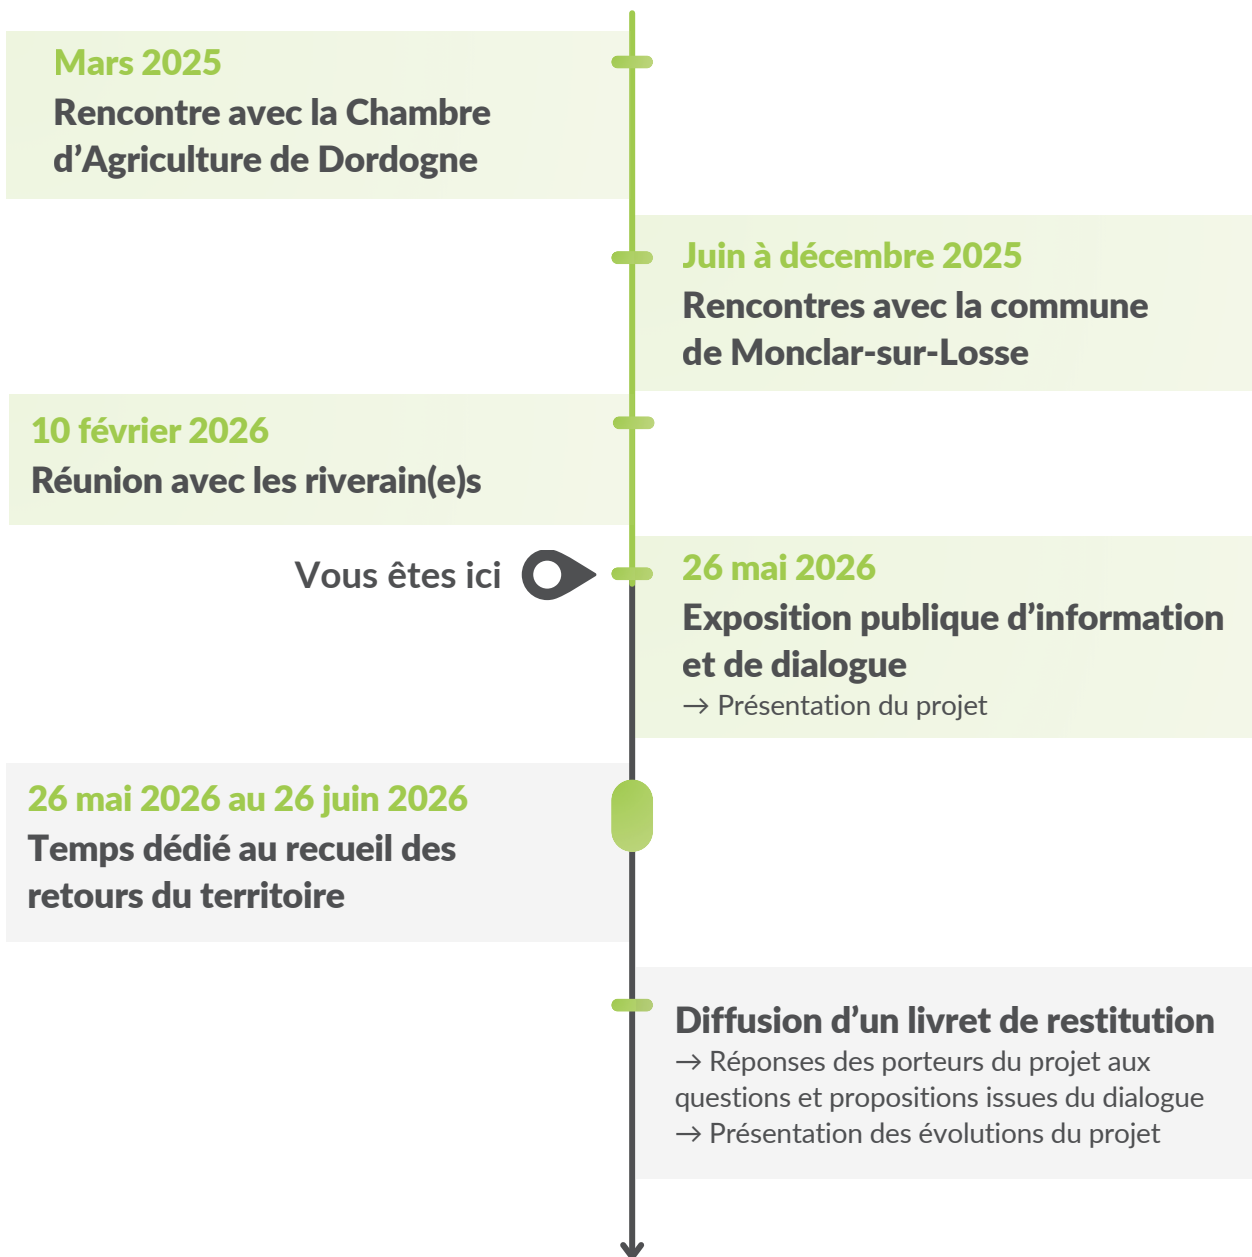 Mars 2025
Rencontre avec la Chambre
d’Agriculture de Dordogne
Juin à décembre 2025
Rencontres avec la commune
de Monclar-sur-Losse
10 février 2026
Réunion avec les riverain(e)s
Vous êtes ici
26 mai 2026
Exposition publique d’information
et de dialogue
→ Présentation du projet
26 mai 2026 au 26 juin 2026
Temps dédié au recueil des
retours du territoire
Diffusion d’un livret de restitution
→ Réponses des porteurs du projet aux
questions et propositions issues du dialogue
→ Présentation des évolutions du projet